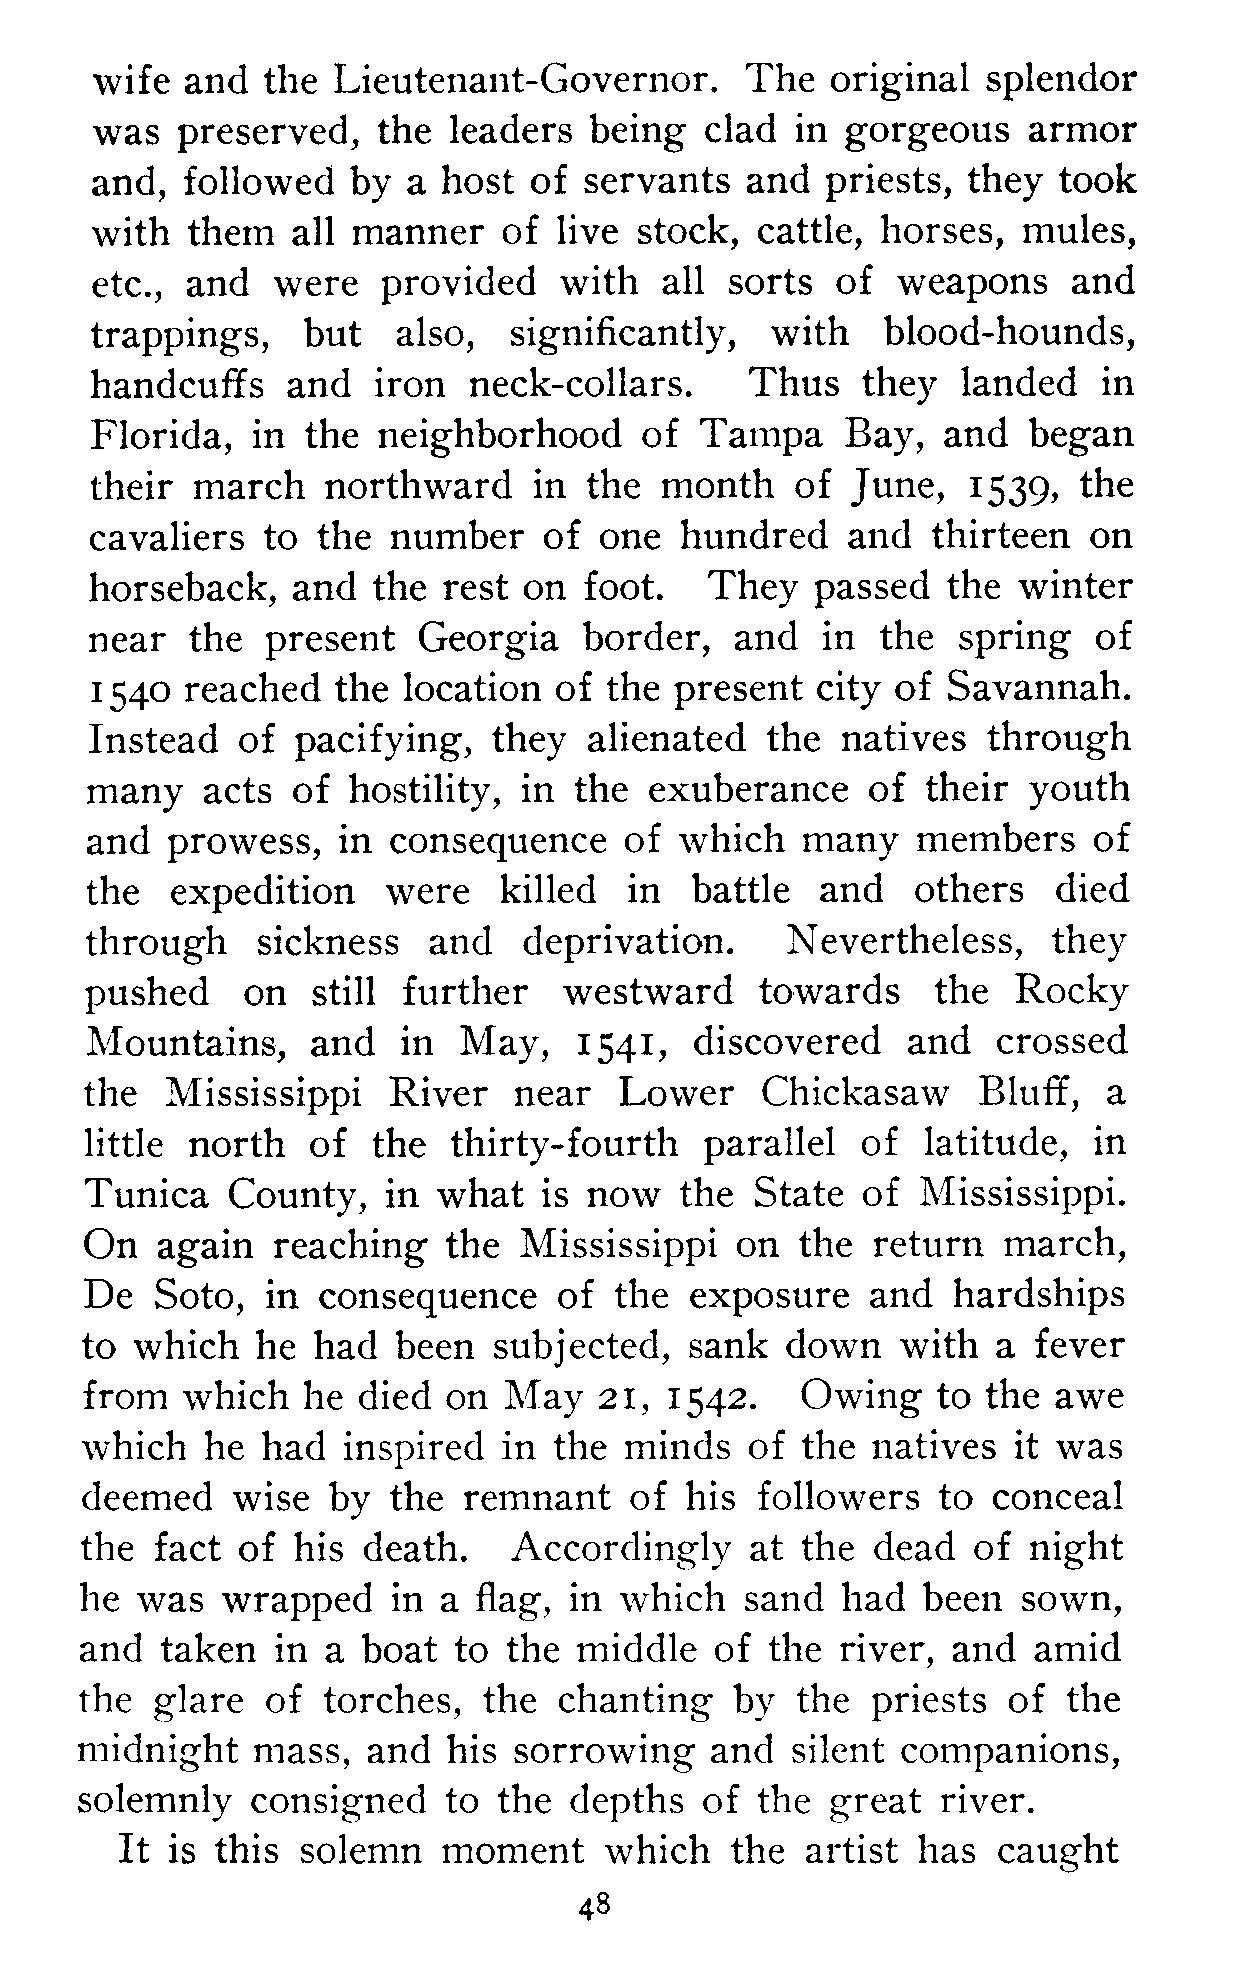 wife and the Lieutenant-Governor. The original splendor
was preserved, the leaders being clad in gorgeous armor
and, followed by a host of servants and priests, they took
with them all manner of live stock, cattle, horses, mules,
etc., and were provided with all sorts of weapons and
trappings, but also, significantly, with blood-hounds,
handcuffs and iron neck-collars. Thus they landed in
Florida, in the neighborhood of Tampa Bay, and began
their march northward in the month of June, 1539, the
cavaliers to the number of one hundred and thirteen on
horseback, and the rest on foot. They passed the winter
near the present Georgia border, and in the spring of
1540 reached the location of the present city of Savannah.
Instead of pacifying, they alienated the natives through
many acts of hostility, in the exuberance of their youth
and prowess, in consequence of which many members of
the expedition were killed in battle and others died
through sickness and deprivation. Nevertheless, they
pushed on still further westward towards the Rocky
Mountains, and in May, 1541, discovered and crossed
the Mississippi River near Lower Chickasaw Bluff, a
little north of the thirty-fourth parallel of latitude, in
Tunica County, in what is now the State of Mississippi.
On again reaching the Mississippi on the return march,
De Soto, in consequence of the exposure and hardships
to which he had been subjected, sank down with a fever
from which he died on May 21, 1542. Owing to the awe
which he had inspired in the minds of the natives it was
deemed wise by the remnant of his followers to conceal
the fact of his death. Accordingly at the dead of night
he was wrapped in a flag, in which sand had been sown,
and taken in a boat to the middle of the river, and amid
the glare of torches, the chanting by the priests of the
midnight mass, and his sorrowing and silent companions,
solemnly consigned to the depths of the great river.
It is this solemn moment which the artist has caught
48